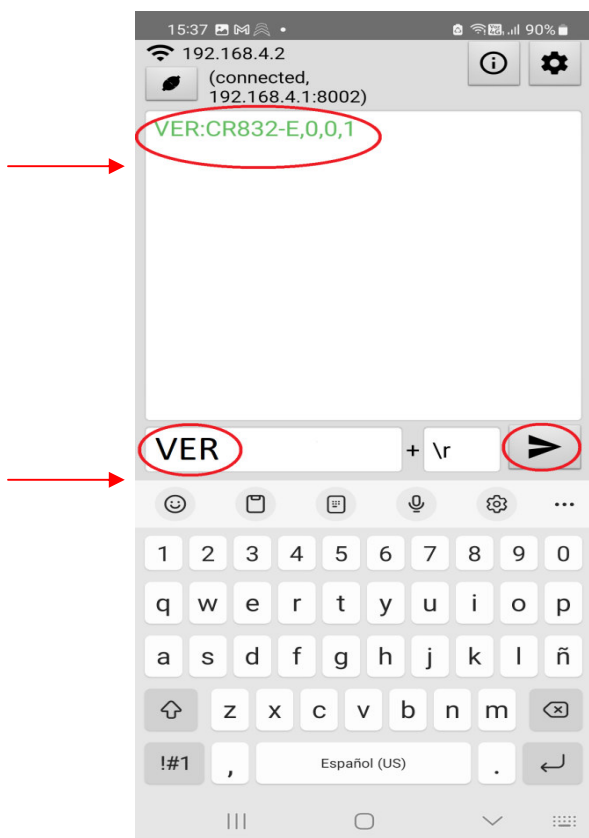 15:37 90%
192.168.4.2
(connected,
192.168.4.1:8002)
VER:CR832-E,0,0,1
VER + \r
1 2 3 4 5 6 7 8 9 0
q w e r t y u i o p
a s d f g h j k l ñ
z x c v b n m
!#1 , Español (US) .